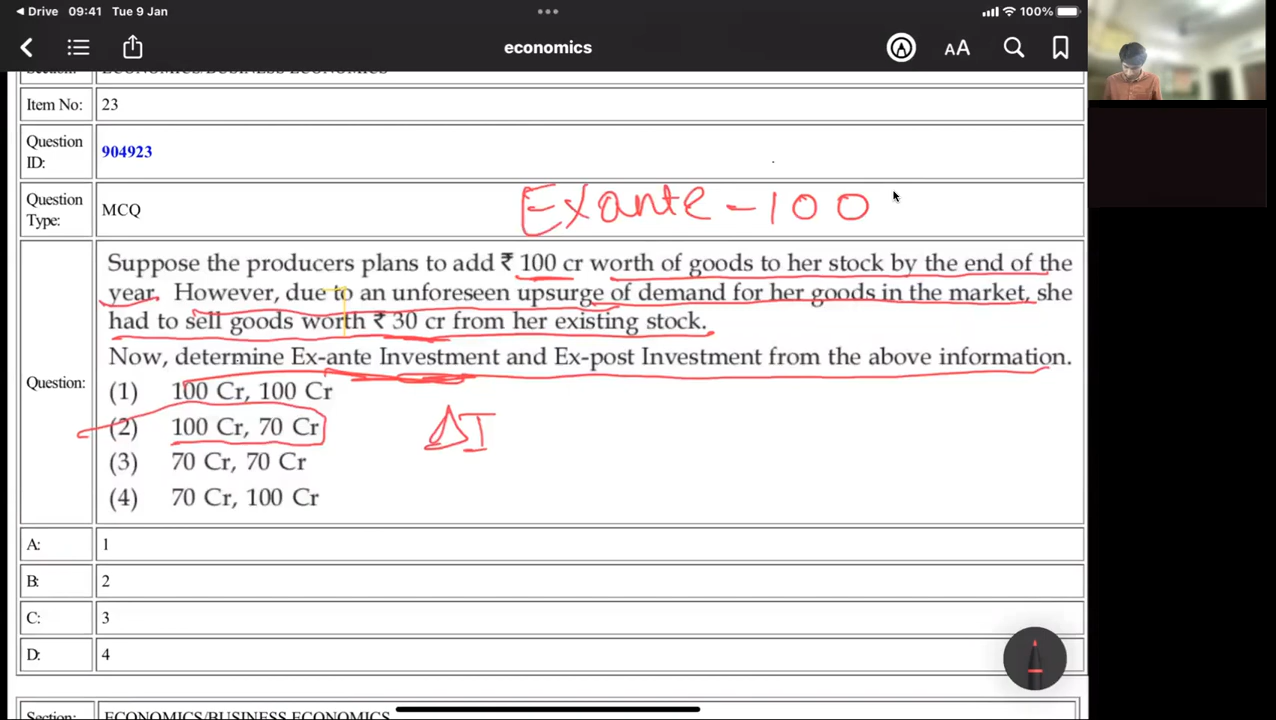 Drive 09:41 Tue 9 Jan
100%
economics
AA
Section: ECONOMICS/BUSINESS ECONOMICS
Item No: 23
Question ID: 904923
Question Type: MCQ
Exante - 100
Question:
Suppose the producers plans to add ₹ 100 cr worth of goods to her stock by the end of the
year. However, due to an unforeseen upsurge of demand for her goods in the market, she
had to sell goods worth ₹ 30 cr from her existing stock.
Now, determine Ex-ante Investment and Ex-post Investment from the above information.
(1) 100 Cr, 100 Cr
(2) 100 Cr, 70 Cr
ΔI
(3) 70 Cr, 70 Cr
(4) 70 Cr, 100 Cr
A: 1
B: 2
C: 3
D: 4
Section: ECONOMICS/BUSINESS ECONOMICS